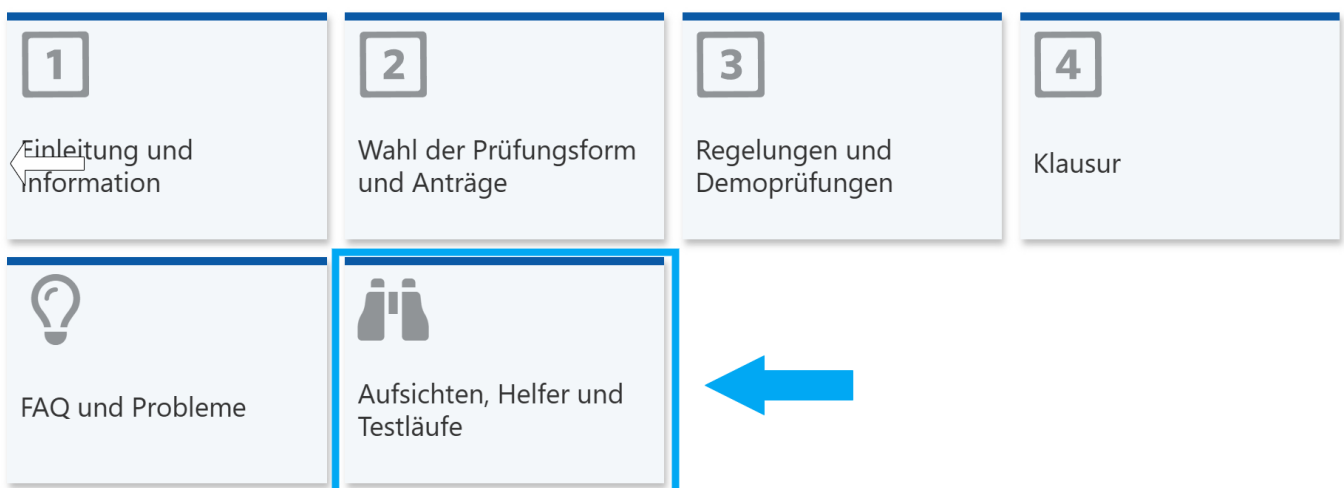 1
2
3
4
Einleitung und
Information
Wahl der Prüfungsform
und Anträge
Regelungen und
Demoprüfungen
Klausur
FAQ und Probleme
Aufsichten, Helfer und
Testläufe